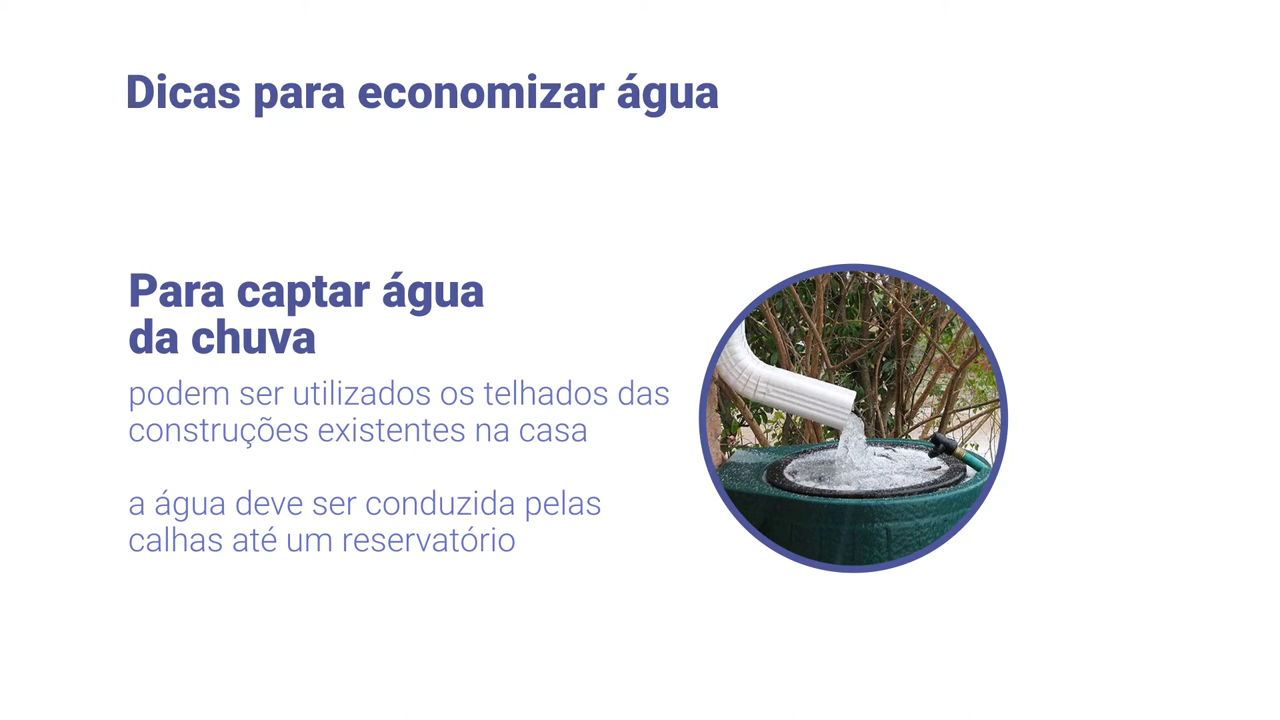 Dicas para economizar água
Para captar água
da chuva
podem ser utilizados os telhados das
construções existentes na casa
a água deve ser conduzida pelas
calhas até um reservatório